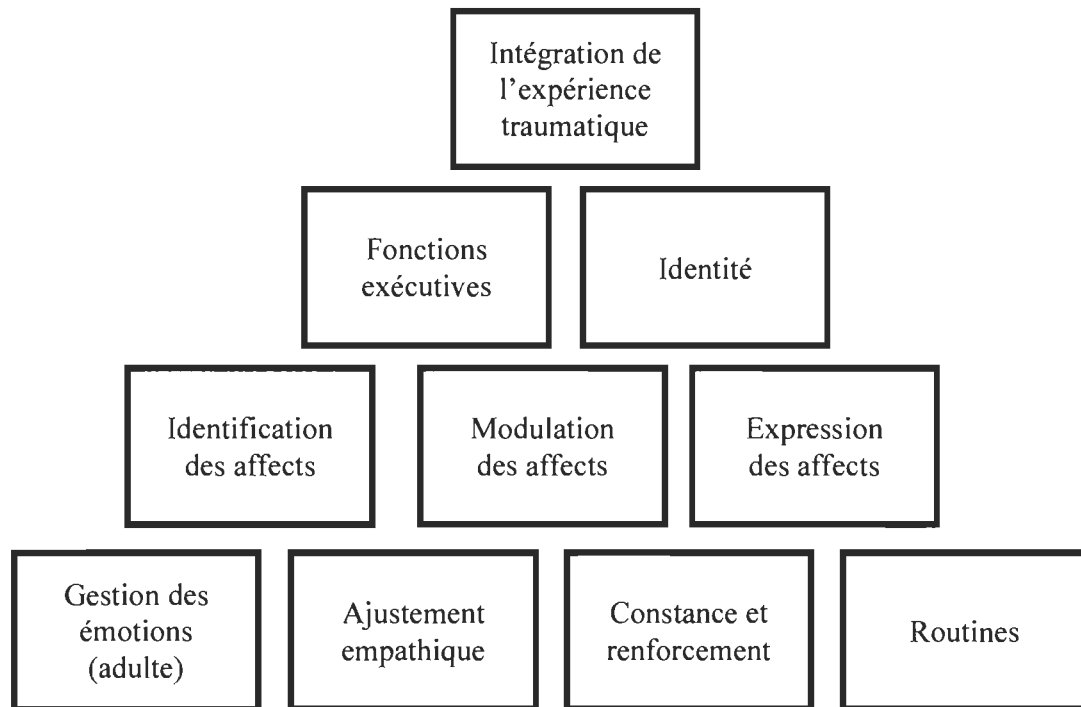 Intégration de
l'expérience
traumatique
Fonctions
exécutives
Identité
Identification
des affects
Modulation
des affects
Expression
des affects
Gestion des
émotions
(adulte)
Ajustement
empathique
Constance et
renforcement
Routines